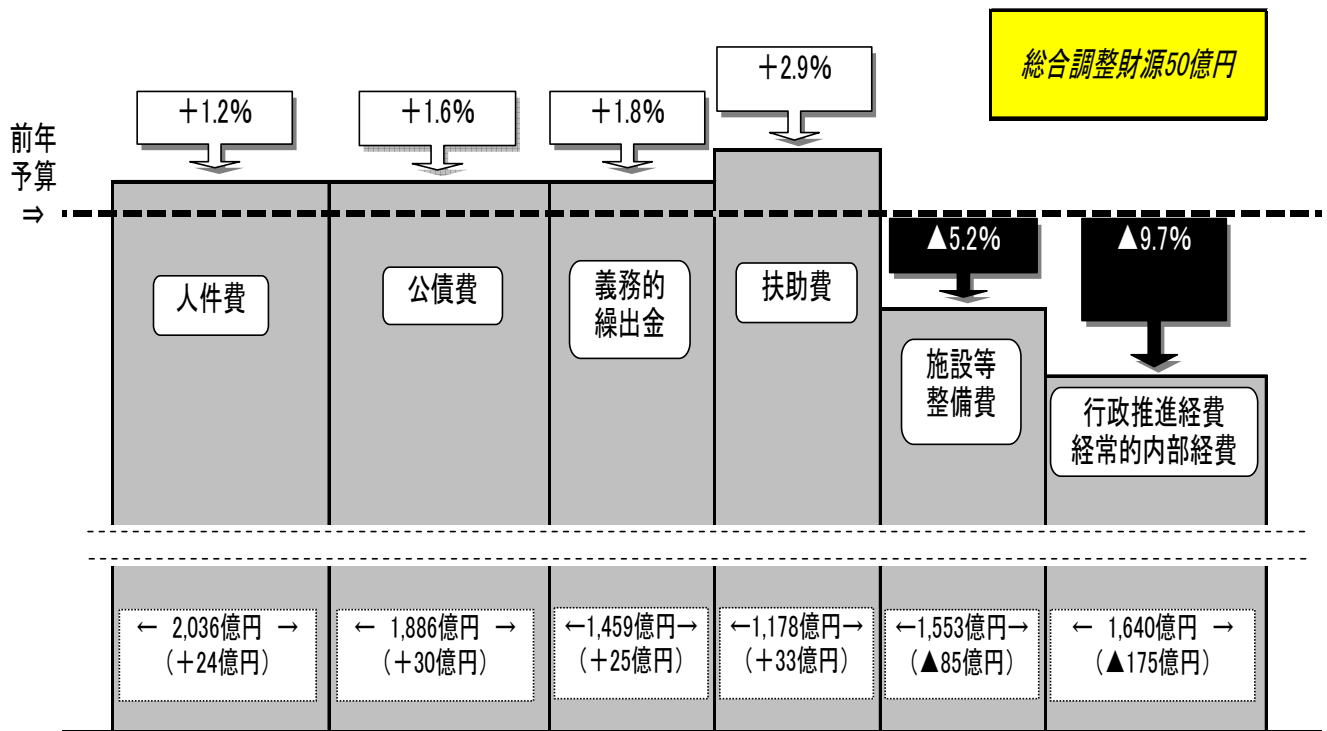 総合調整財源50億円
+1.2%
+1.6%
+1.8%
+2.9%
前年
予算
⇒
▲5.2%
▲9.7%
人件費
公債費
義務的
繰出金
扶助費
施設等
整備費
行政推進経費
経常的内部経費
← 2,036億円 →
(+24億円)
← 1,886億円 →
(+30億円)
←1,459億円→
(+25億円)
←1,178億円→
(+33億円)
←1,553億円→
(▲85億円)
← 1,640億円 →
(▲175億円)